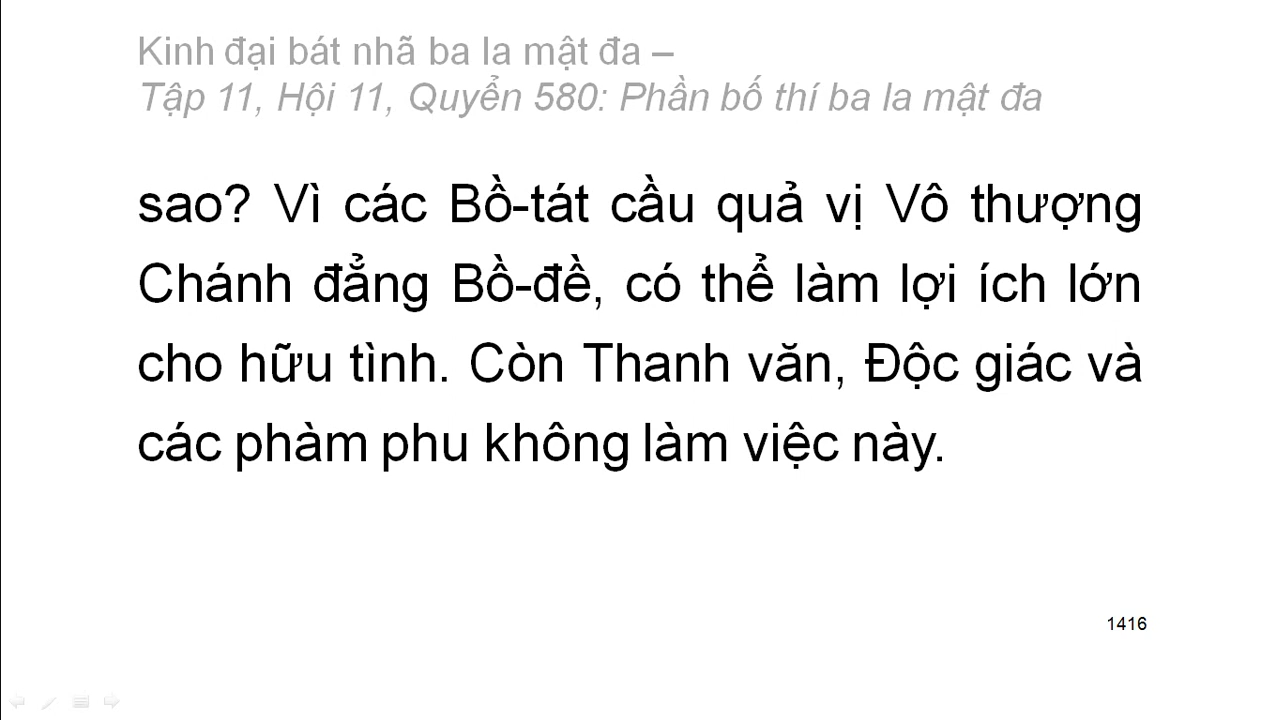 Kinh đại bát nhã ba la mật đa –
Tập 11, Hội 11, Quyển 580: Phần bố thí ba la mật đa
sao? Vì các Bồ-tát cầu quả vị Vô thượng
Chánh đẳng Bồ-đề, có thể làm lợi ích lớn
cho hữu tình. Còn Thanh văn, Độc giác và
các phàm phu không làm việc này.
1416